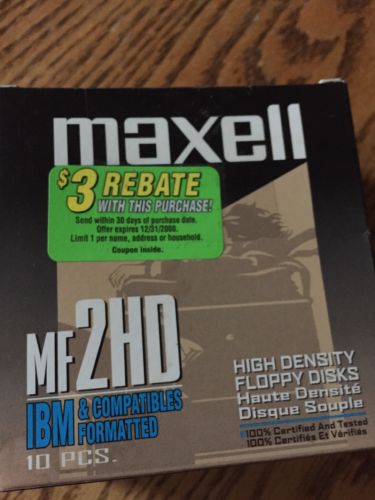 maxell
$3 REBATE
WITH THIS PURCHASE!
Send within 30 days of purchase date.
Offer expires 12/31/2000.
Limit 1 per name, address or household.
Coupon inside.
MF2HD
IBM & COMPATIBLES
FORMATTED
10 PCS.
HIGH DENSITY
FLOPPY DISKS
Haute Densité
Disque Souple
100% Certified And Tested
100% Certifiés Et Vérifiés